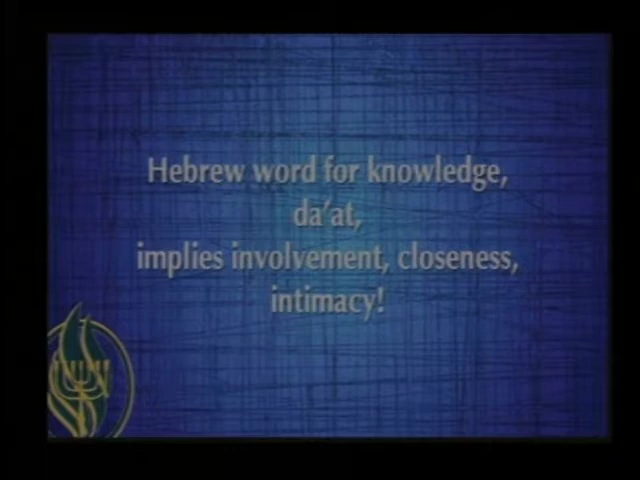 Hebrew word for knowledge,
da'at,
implies involvement, closeness,
intimacy!